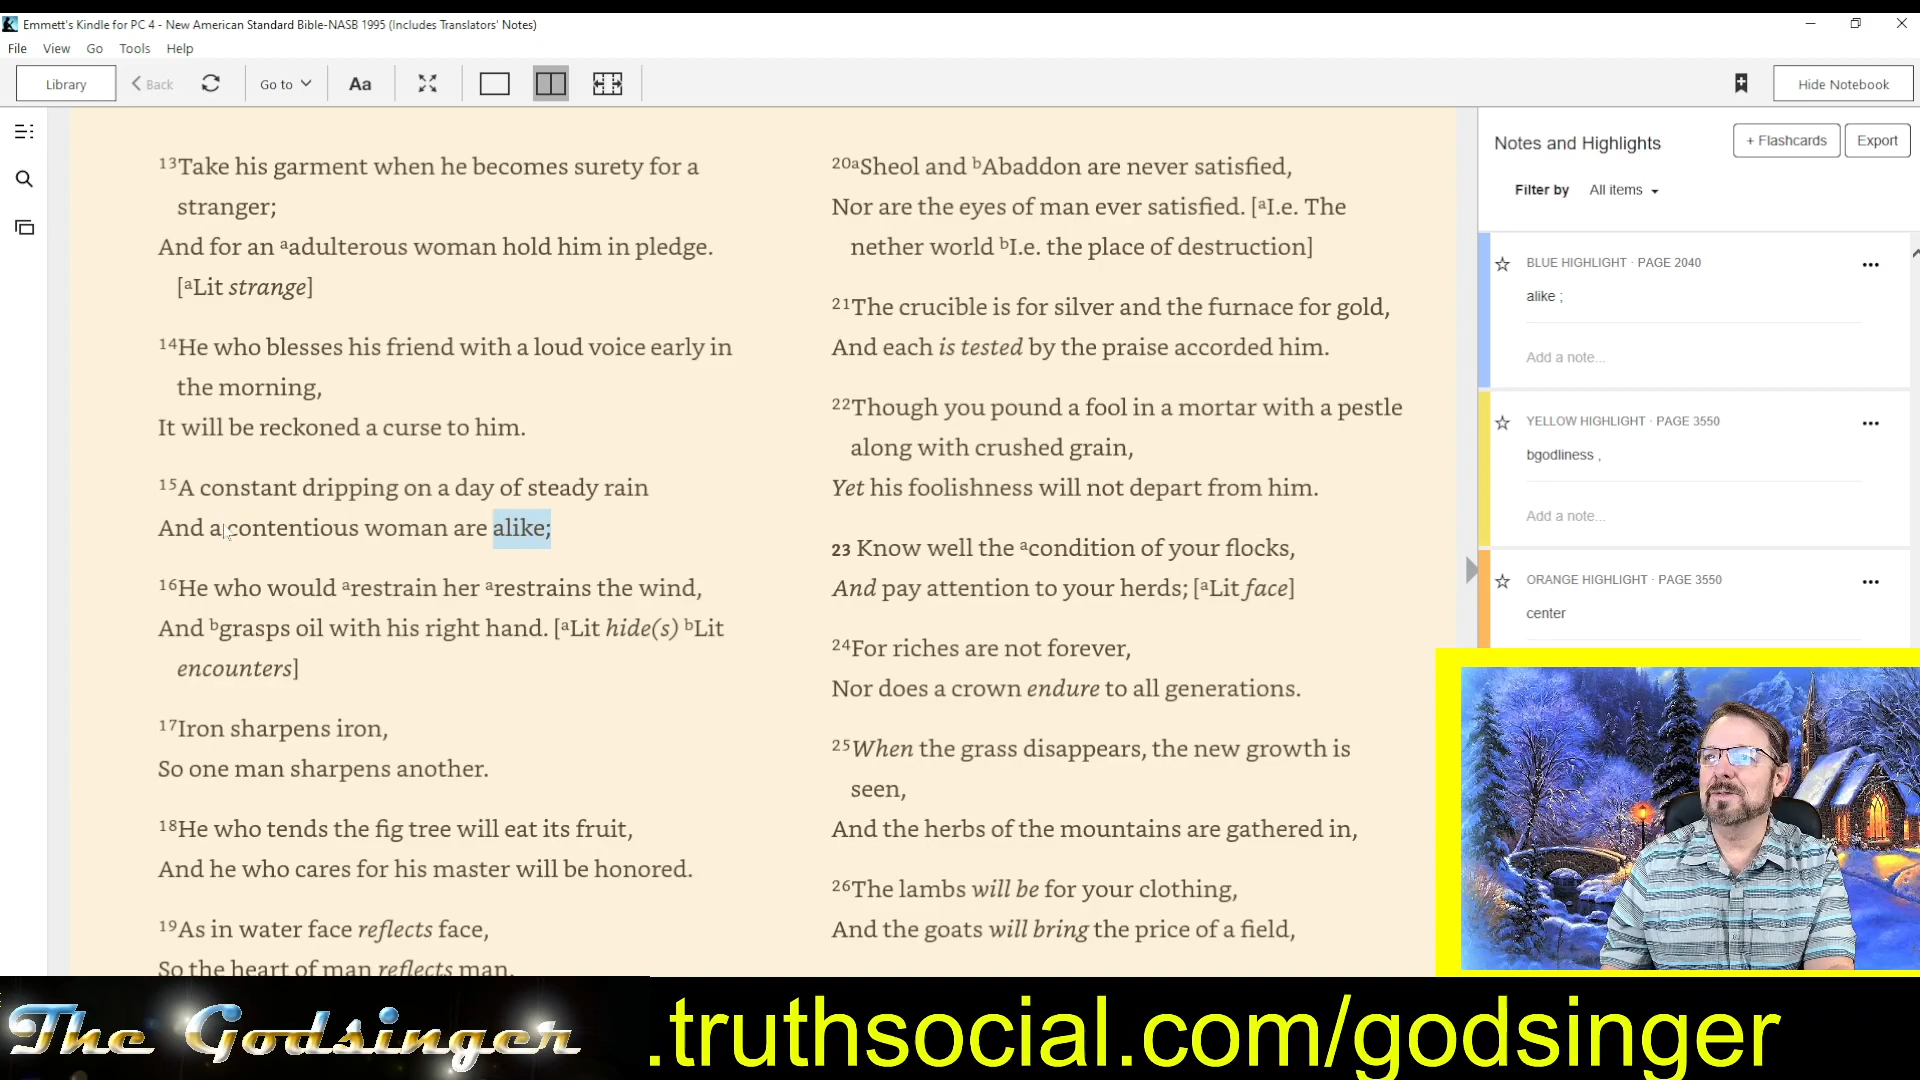 Emmett's Kindle for PC 4 - New American Standard Bible-NASB 1995 (Includes Translators' Notes)
File View Go Tools Help
Library Back Go to Aa Hide Notebook
13Take his garment when he becomes surety for a
stranger;
And for an aadulterous woman hold him in pledge.
[aLit strange]
14He who blesses his friend with a loud voice early in
the morning,
It will be reckoned a curse to him.
15A constant dripping on a day of steady rain
And a contentious woman are alike;
16He who would arestrain her arestrains the wind,
And bgrasps oil with his right hand. [aLit hide(s) bLit
encounters]
17Iron sharpens iron,
So one man sharpens another.
18He who tends the fig tree will eat its fruit,
And he who cares for his master will be honored.
19As in water face reflects face,
So the heart of man reflects man.
20aSheol and bAbaddon are never satisfied,
Nor are the eyes of man ever satisfied. [aI.e. The
nether world bI.e. the place of destruction]
21The crucible is for silver and the furnace for gold,
And each is tested by the praise accorded him.
22Though you pound a fool in a mortar with a pestle
along with crushed grain,
Yet his foolishness will not depart from him.
23 Know well the acondition of your flocks,
And pay attention to your herds; [aLit face]
24For riches are not forever,
Nor does a crown endure to all generations.
25When the grass disappears, the new growth is
seen,
And the herbs of the mountains are gathered in,
26The lambs will be for your clothing,
And the goats will bring the price of a field,
Notes and Highlights + Flashcards Export
Filter by All items
BLUE HIGHLIGHT · PAGE 2040
alike ;
Add a note...
YELLOW HIGHLIGHT · PAGE 3550
bgodliness ,
Add a note...
ORANGE HIGHLIGHT · PAGE 3550
center
The Godsinger
.truthsocial.com/godsinger